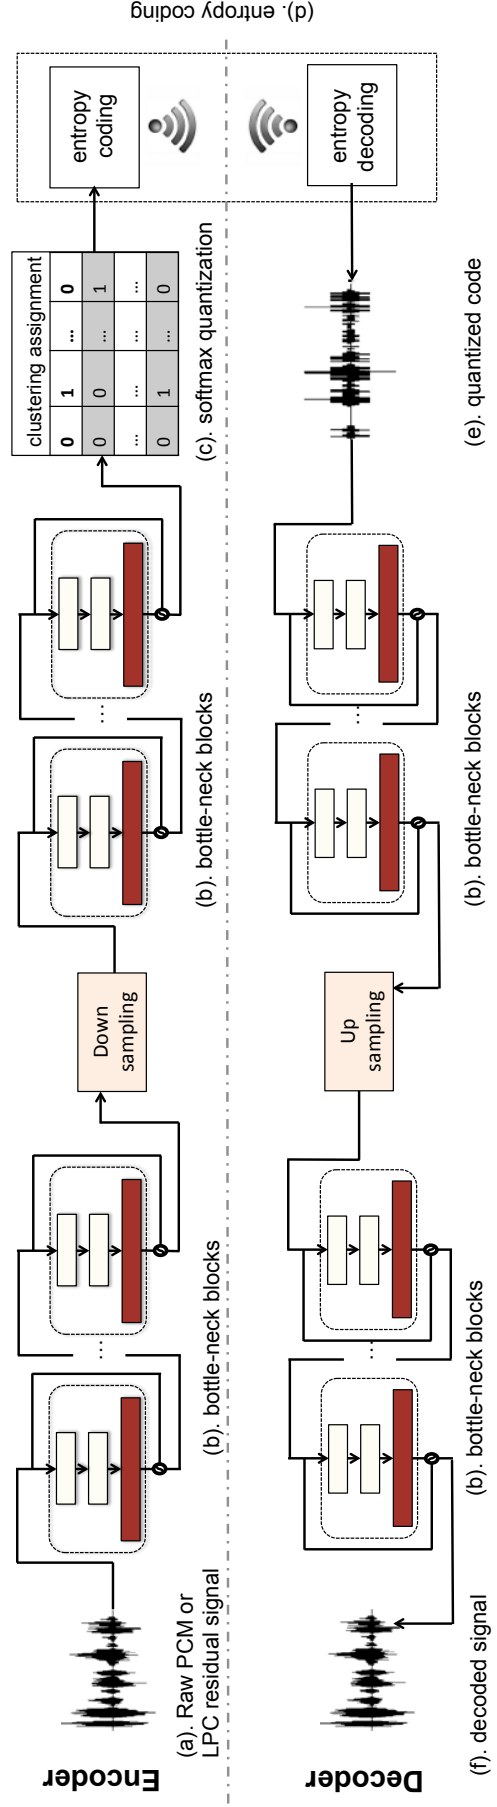 Encoder
(a). Raw PCM or
LPC residual signal
(b). bottle-neck blocks
...
Down
sampling
(b). bottle-neck blocks
...
clustering assignment
0 1 ... 0
0 0 ... 1
... ... ... ...
0 1 ... 0
(c). softmax quantization
entropy
coding
(d). entropy coding
Decoder
(f). decoded signal
(b). bottle-neck blocks
...
Up
sampling
(b). bottle-neck blocks
...
(e). quantized code
entropy
decoding